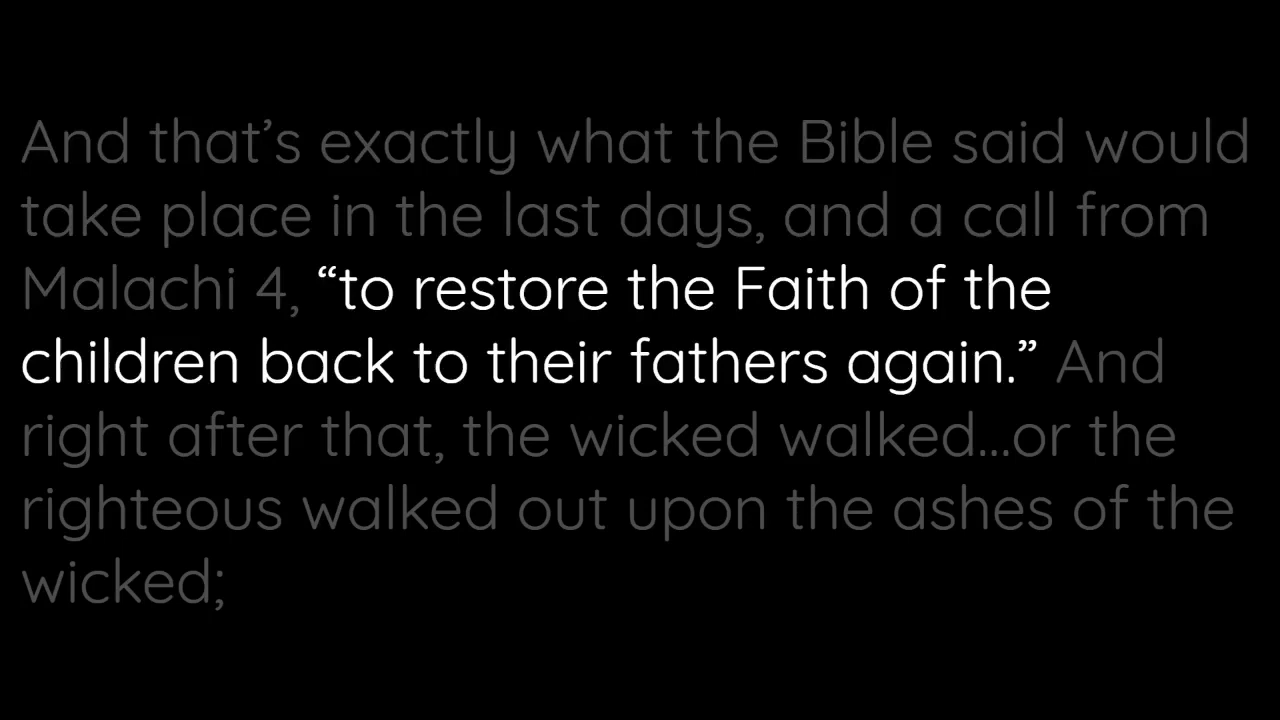 And that’s exactly what the Bible said would
take place in the last days, and a call from
Malachi 4, “to restore the Faith of the
children back to their fathers again.” And
right after that, the wicked walked...or the
righteous walked out upon the ashes of the
wicked;